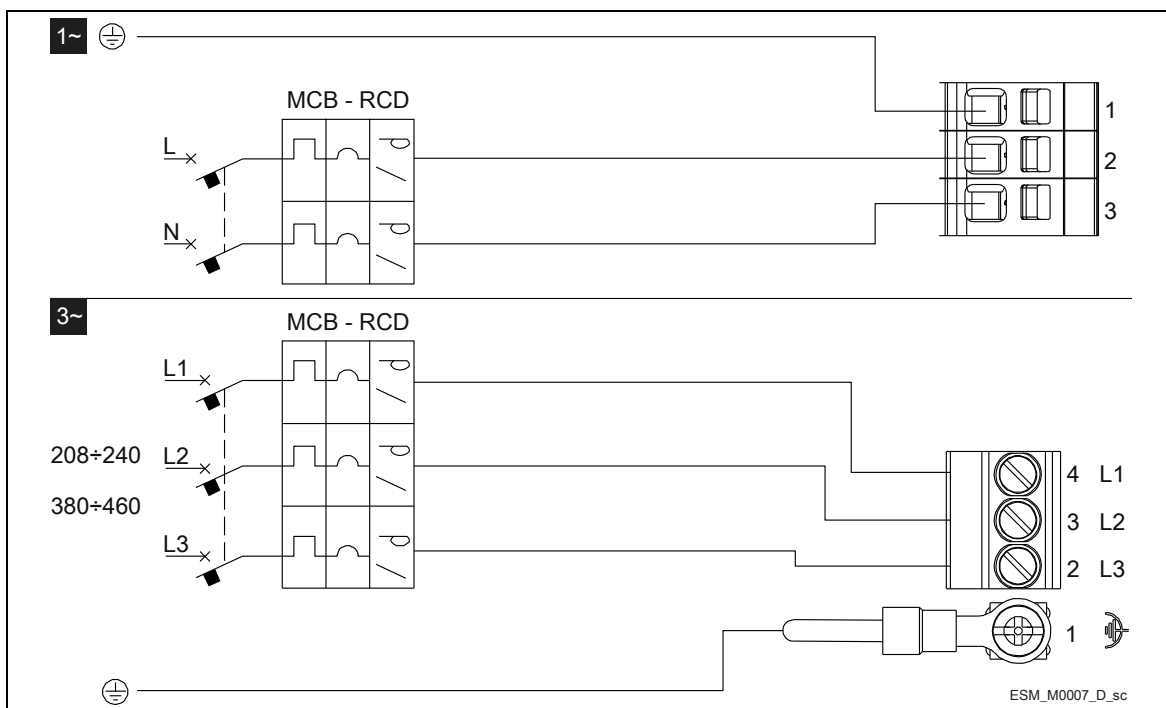 1~
MCB - RCD
L
N
1
2
3
3~
MCB - RCD
L1
208÷240 L2
380÷460
L3
4 L1
3 L2
2 L3
1
ESM_M0007_D_sc